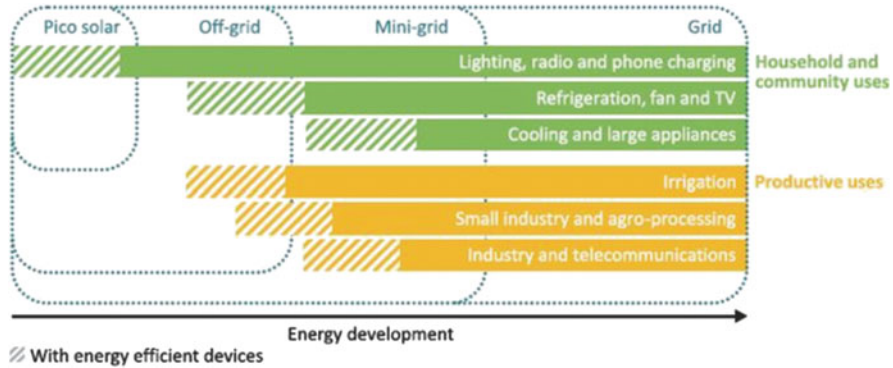 Pico solar Off-grid Mini-grid Grid
Lighting, radio and phone charging
Household and
community uses
Refrigeration, fan and TV
Cooling and large appliances
Irrigation
Productive uses
Small industry and agro-processing
Industry and telecommunications
Energy development
With energy efficient devices